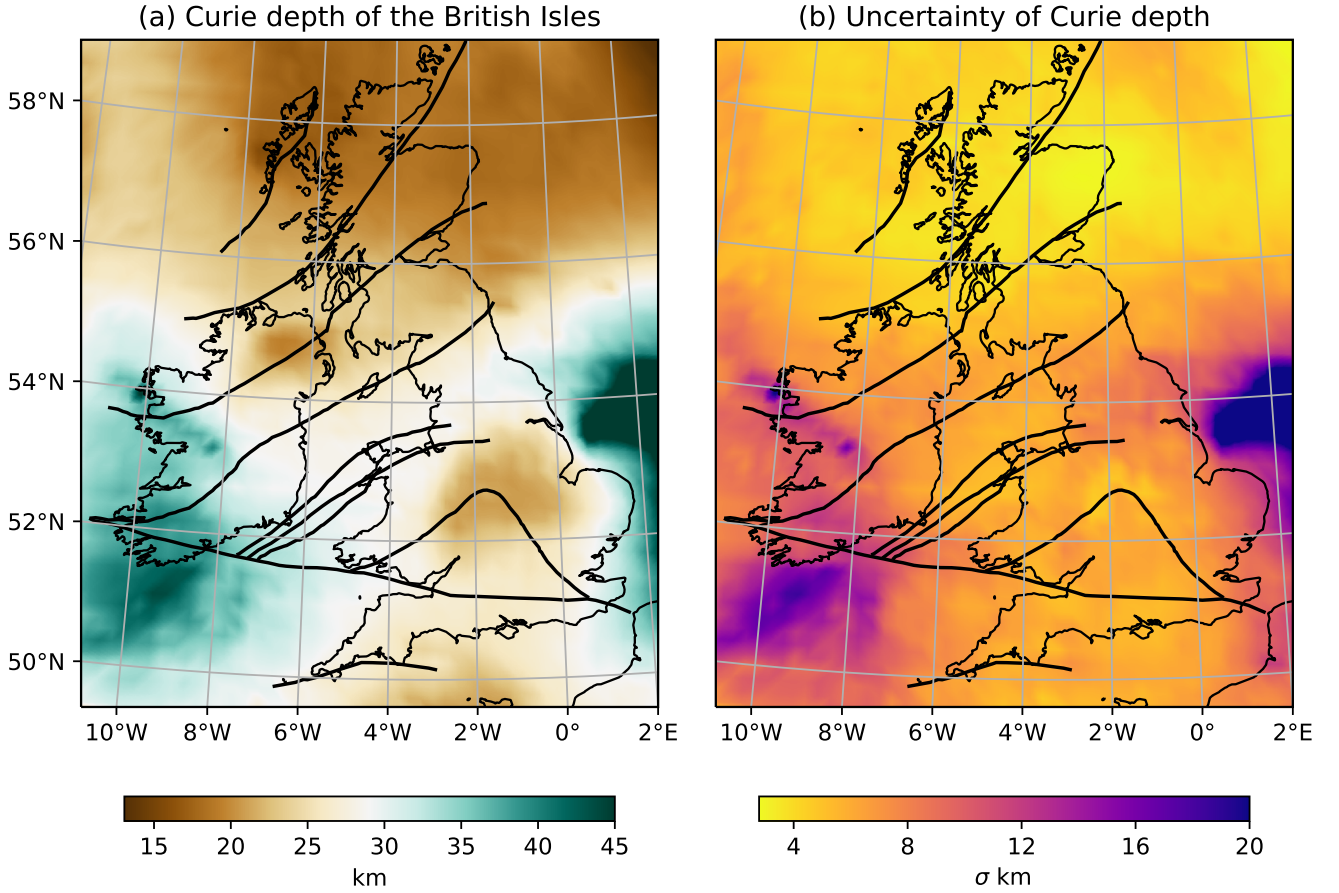 (a) Curie depth of the British Isles
(b) Uncertainty of Curie depth
58°N
56°N
54°N
52°N
50°N
10°W 8°W 6°W 4°W 2°W 0° 2°E
10°W 8°W 6°W 4°W 2°W 0° 2°E
15 20 25 30 35 40 45
km
4 8 12 16 20
σ km